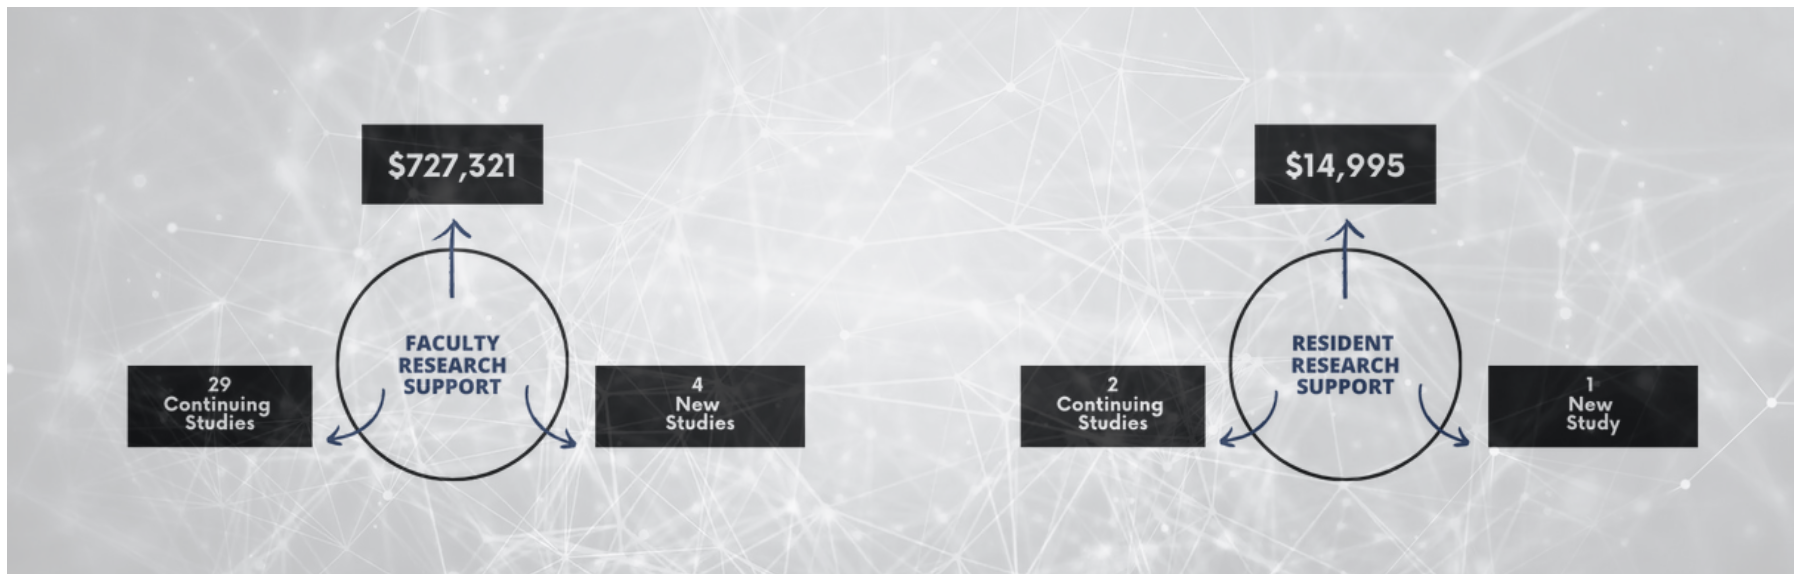 $727,321
FACULTY
RESEARCH
SUPPORT
29
Continuing
Studies
4
New
Studies
$14,995
RESIDENT
RESEARCH
SUPPORT
2
Continuing
Studies
1
New
Study